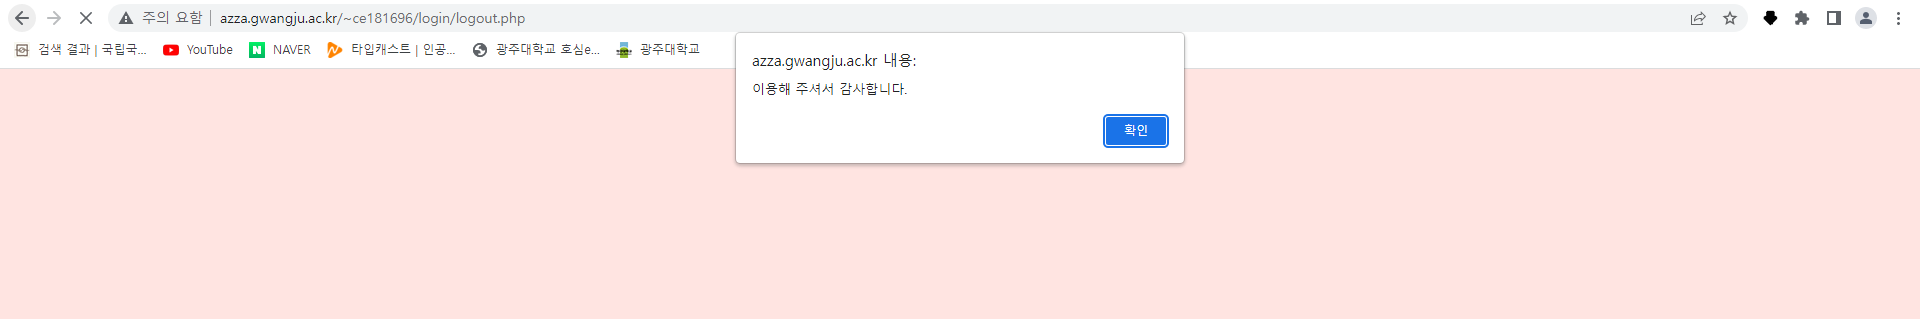 주의 요함 | azza.gwangju.ac.kr/~ce181696/login/logout.php
검색 결과 | 국립국... YouTube NAVER 타입캐스트 | 인공... 광주대학교 호심e... 광주대학교
azza.gwangju.ac.kr 내용:
이용해 주셔서 감사합니다.
확인